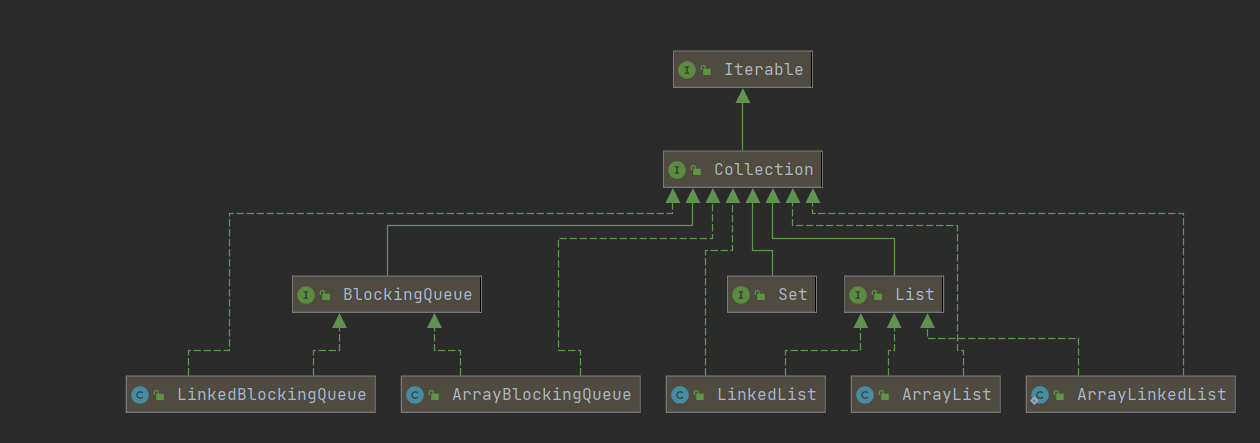 I Iterable
I Collection
I BlockingQueue
I Set
I List
C LinkedBlockingQueue
C ArrayBlockingQueue
C LinkedList
C ArrayList
C ArrayLinkedList